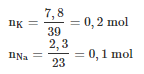 n_K = 7,8/39 = 0,2 mol
n_Na = 2,3/23 = 0,1 mol